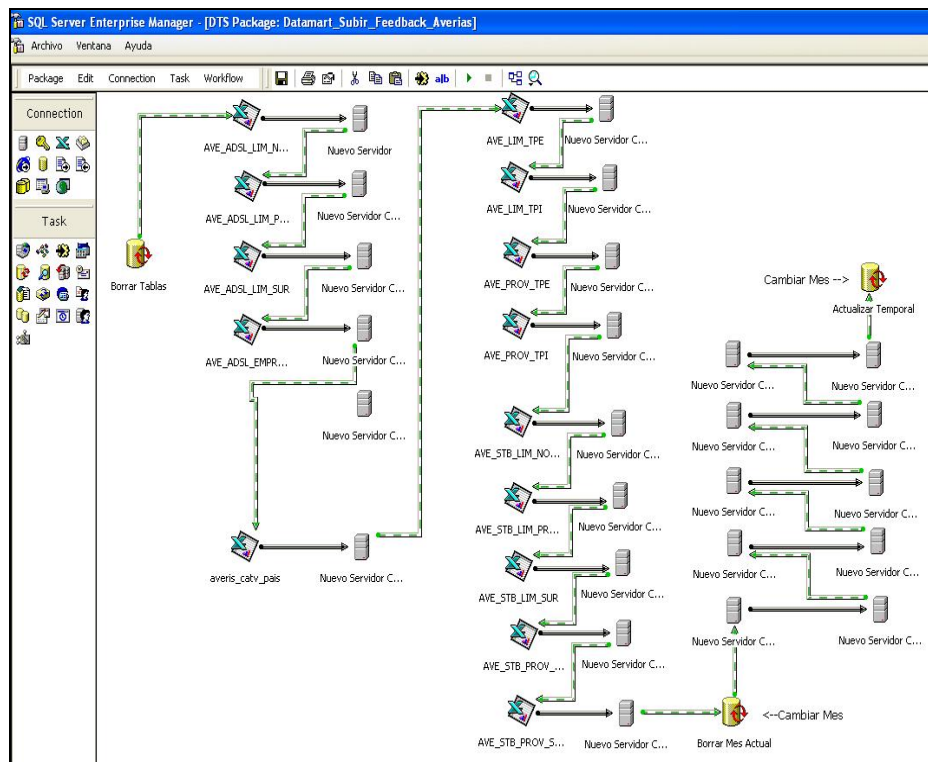 SQL Server Enterprise Manager - [DTS Package: Datamart_Subir_Feedback_Averias]
Archivo Ventana Ayuda
Package Edit Connection Task Workflow a|b
Connection
Task
Borrar Tablas
AVE_ADSL_LIM_N...
Nuevo Servidor
AVE_ADSL_LIM_P...
Nuevo Servidor C...
AVE_ADSL_LIM_SUR
Nuevo Servidor C...
AVE_ADSL_EMPR...
Nuevo Servidor C...
Nuevo Servidor C...
averis_catv_pais
Nuevo Servidor C...
AVE_LIM_TPE
Nuevo Servidor C...
AVE_LIM_TPI
Nuevo Servidor C...
AVE_PROV_TPE
Nuevo Servidor C...
AVE_PROV_TPI
Nuevo Servidor C...
AVE_STB_LIM_NO...
Nuevo Servidor C...
AVE_STB_LIM_PR...
Nuevo Servidor C...
AVE_STB_LIM_SUR
Nuevo Servidor C...
AVE_STB_PROV_...
Nuevo Servidor C...
AVE_STB_PROV_S...
Nuevo Servidor C...
Cambiar Mes -->
Actualizar Temporal
Nuevo Servidor C...
Nuevo Servidor C...
Nuevo Servidor C...
Nuevo Servidor C...
Nuevo Servidor C...
Nuevo Servidor C...
Nuevo Servidor C...
Nuevo Servidor C...
Nuevo Servidor C...
Nuevo Servidor C...
<--Cambiar Mes
Borrar Mes Actual